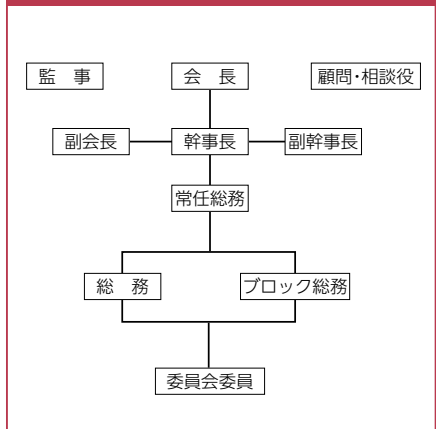 監　事
会　長
顧問・相談役
副会長
幹事長
副幹事長
常任総務
総　務
ブロック総務
委員会委員